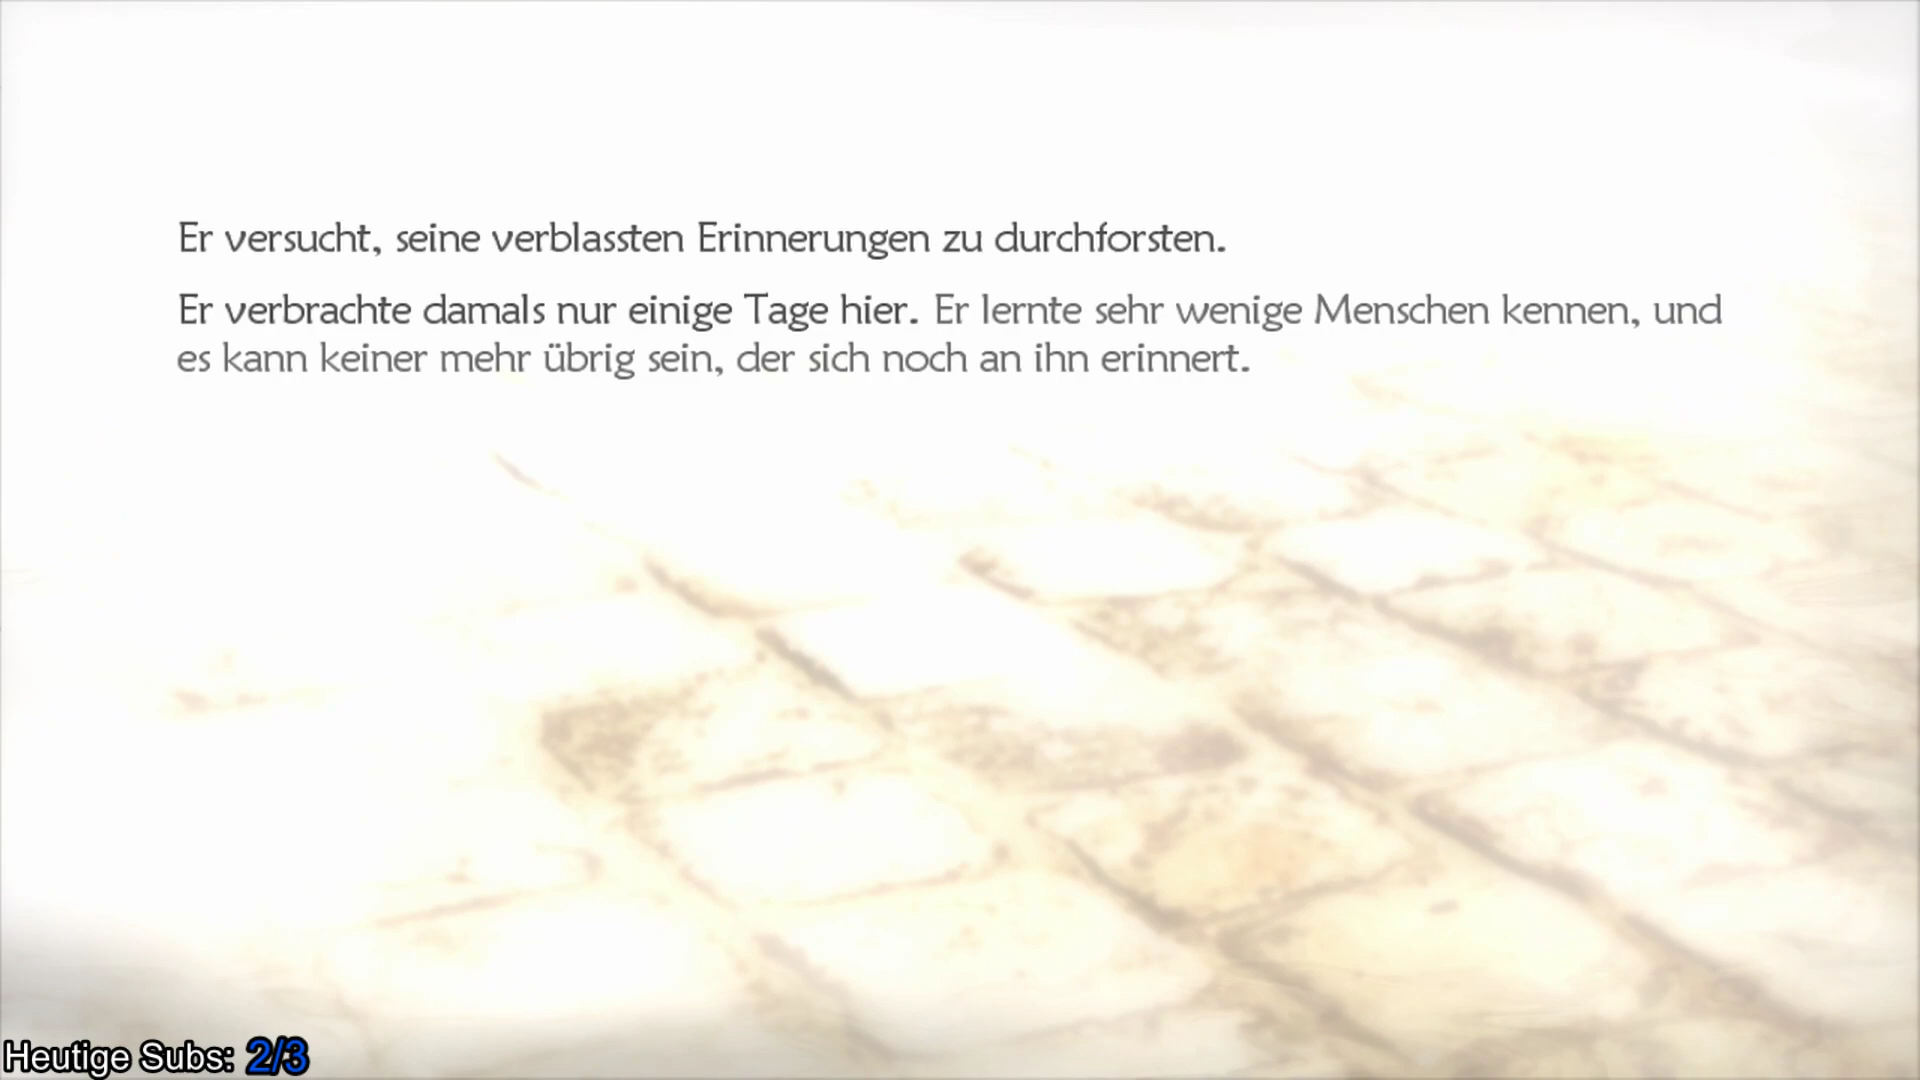 Er versucht, seine verblassten Erinnerungen zu durchforsten.
Er verbrachte damals nur einige Tage hier. Er lernte sehr wenige Menschen kennen, und
es kann keiner mehr übrig sein, der sich noch an ihn erinnert.
Heutige Subs: 2/3